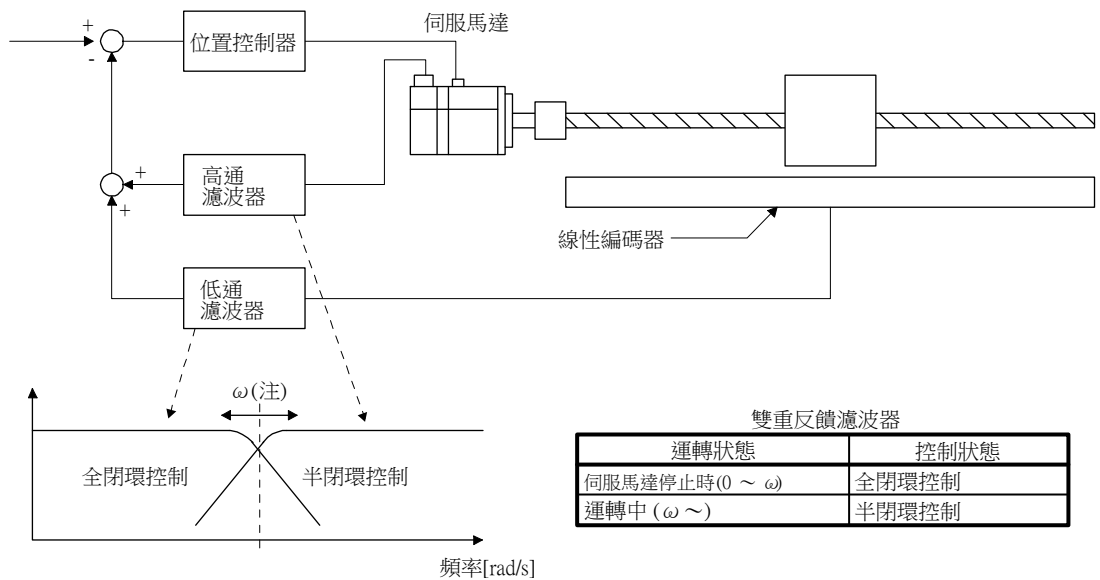 伺服馬達
+
-
位置控制器
+
高通
濾波器
+
線性編碼器
低通
濾波器
ω(注)
全閉環控制
半閉環控制
頻率[rad/s]
雙重反饋濾波器
運轉狀態 控制狀態
伺服馬達停止時(0 ～ ω) 全閉環控制
運轉中 (ω～) 半閉環控制